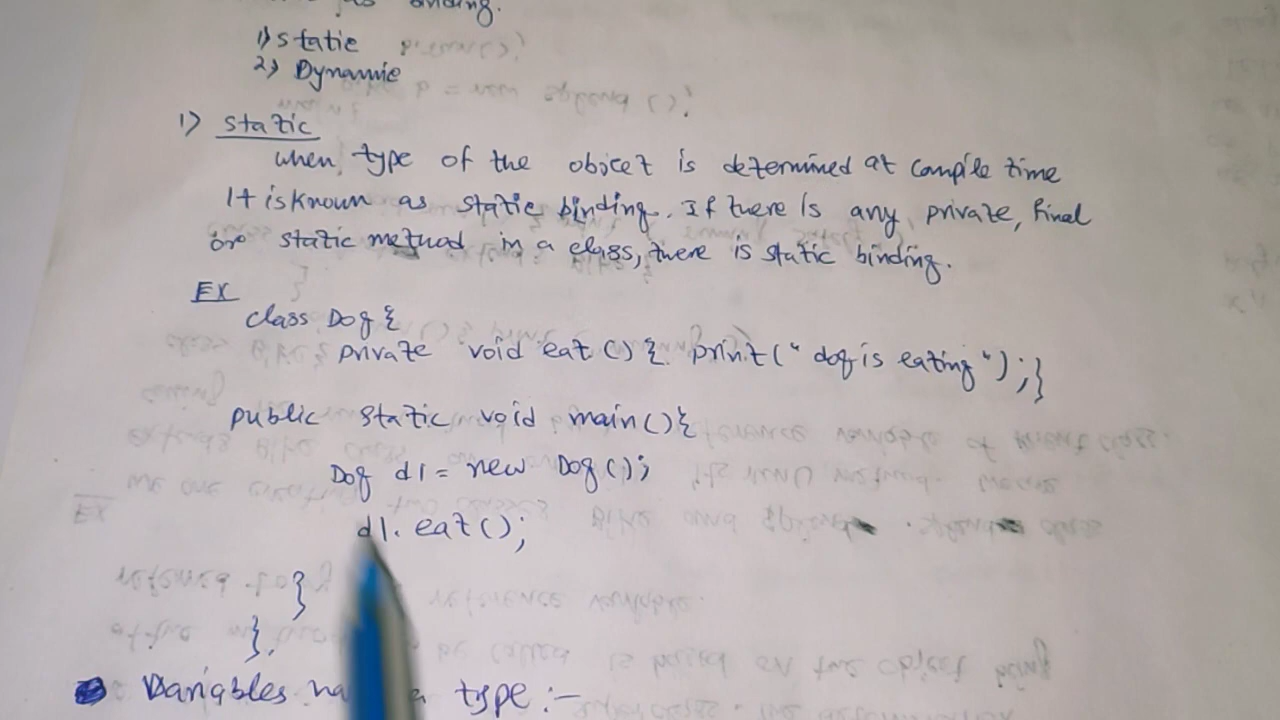 as binding.
1) static
2) Dynamic
1) static
when type of the object is determined at compile time
It is known as static binding. If there is any private, final
or static method in a class, there is static binding.
EX
class Dog {
private void eat () { print (" dog is eating ") ; }
public static void main () {
Dog d1 = new Dog () ;
d1. eat () ;
}
}.
Variables a type :-